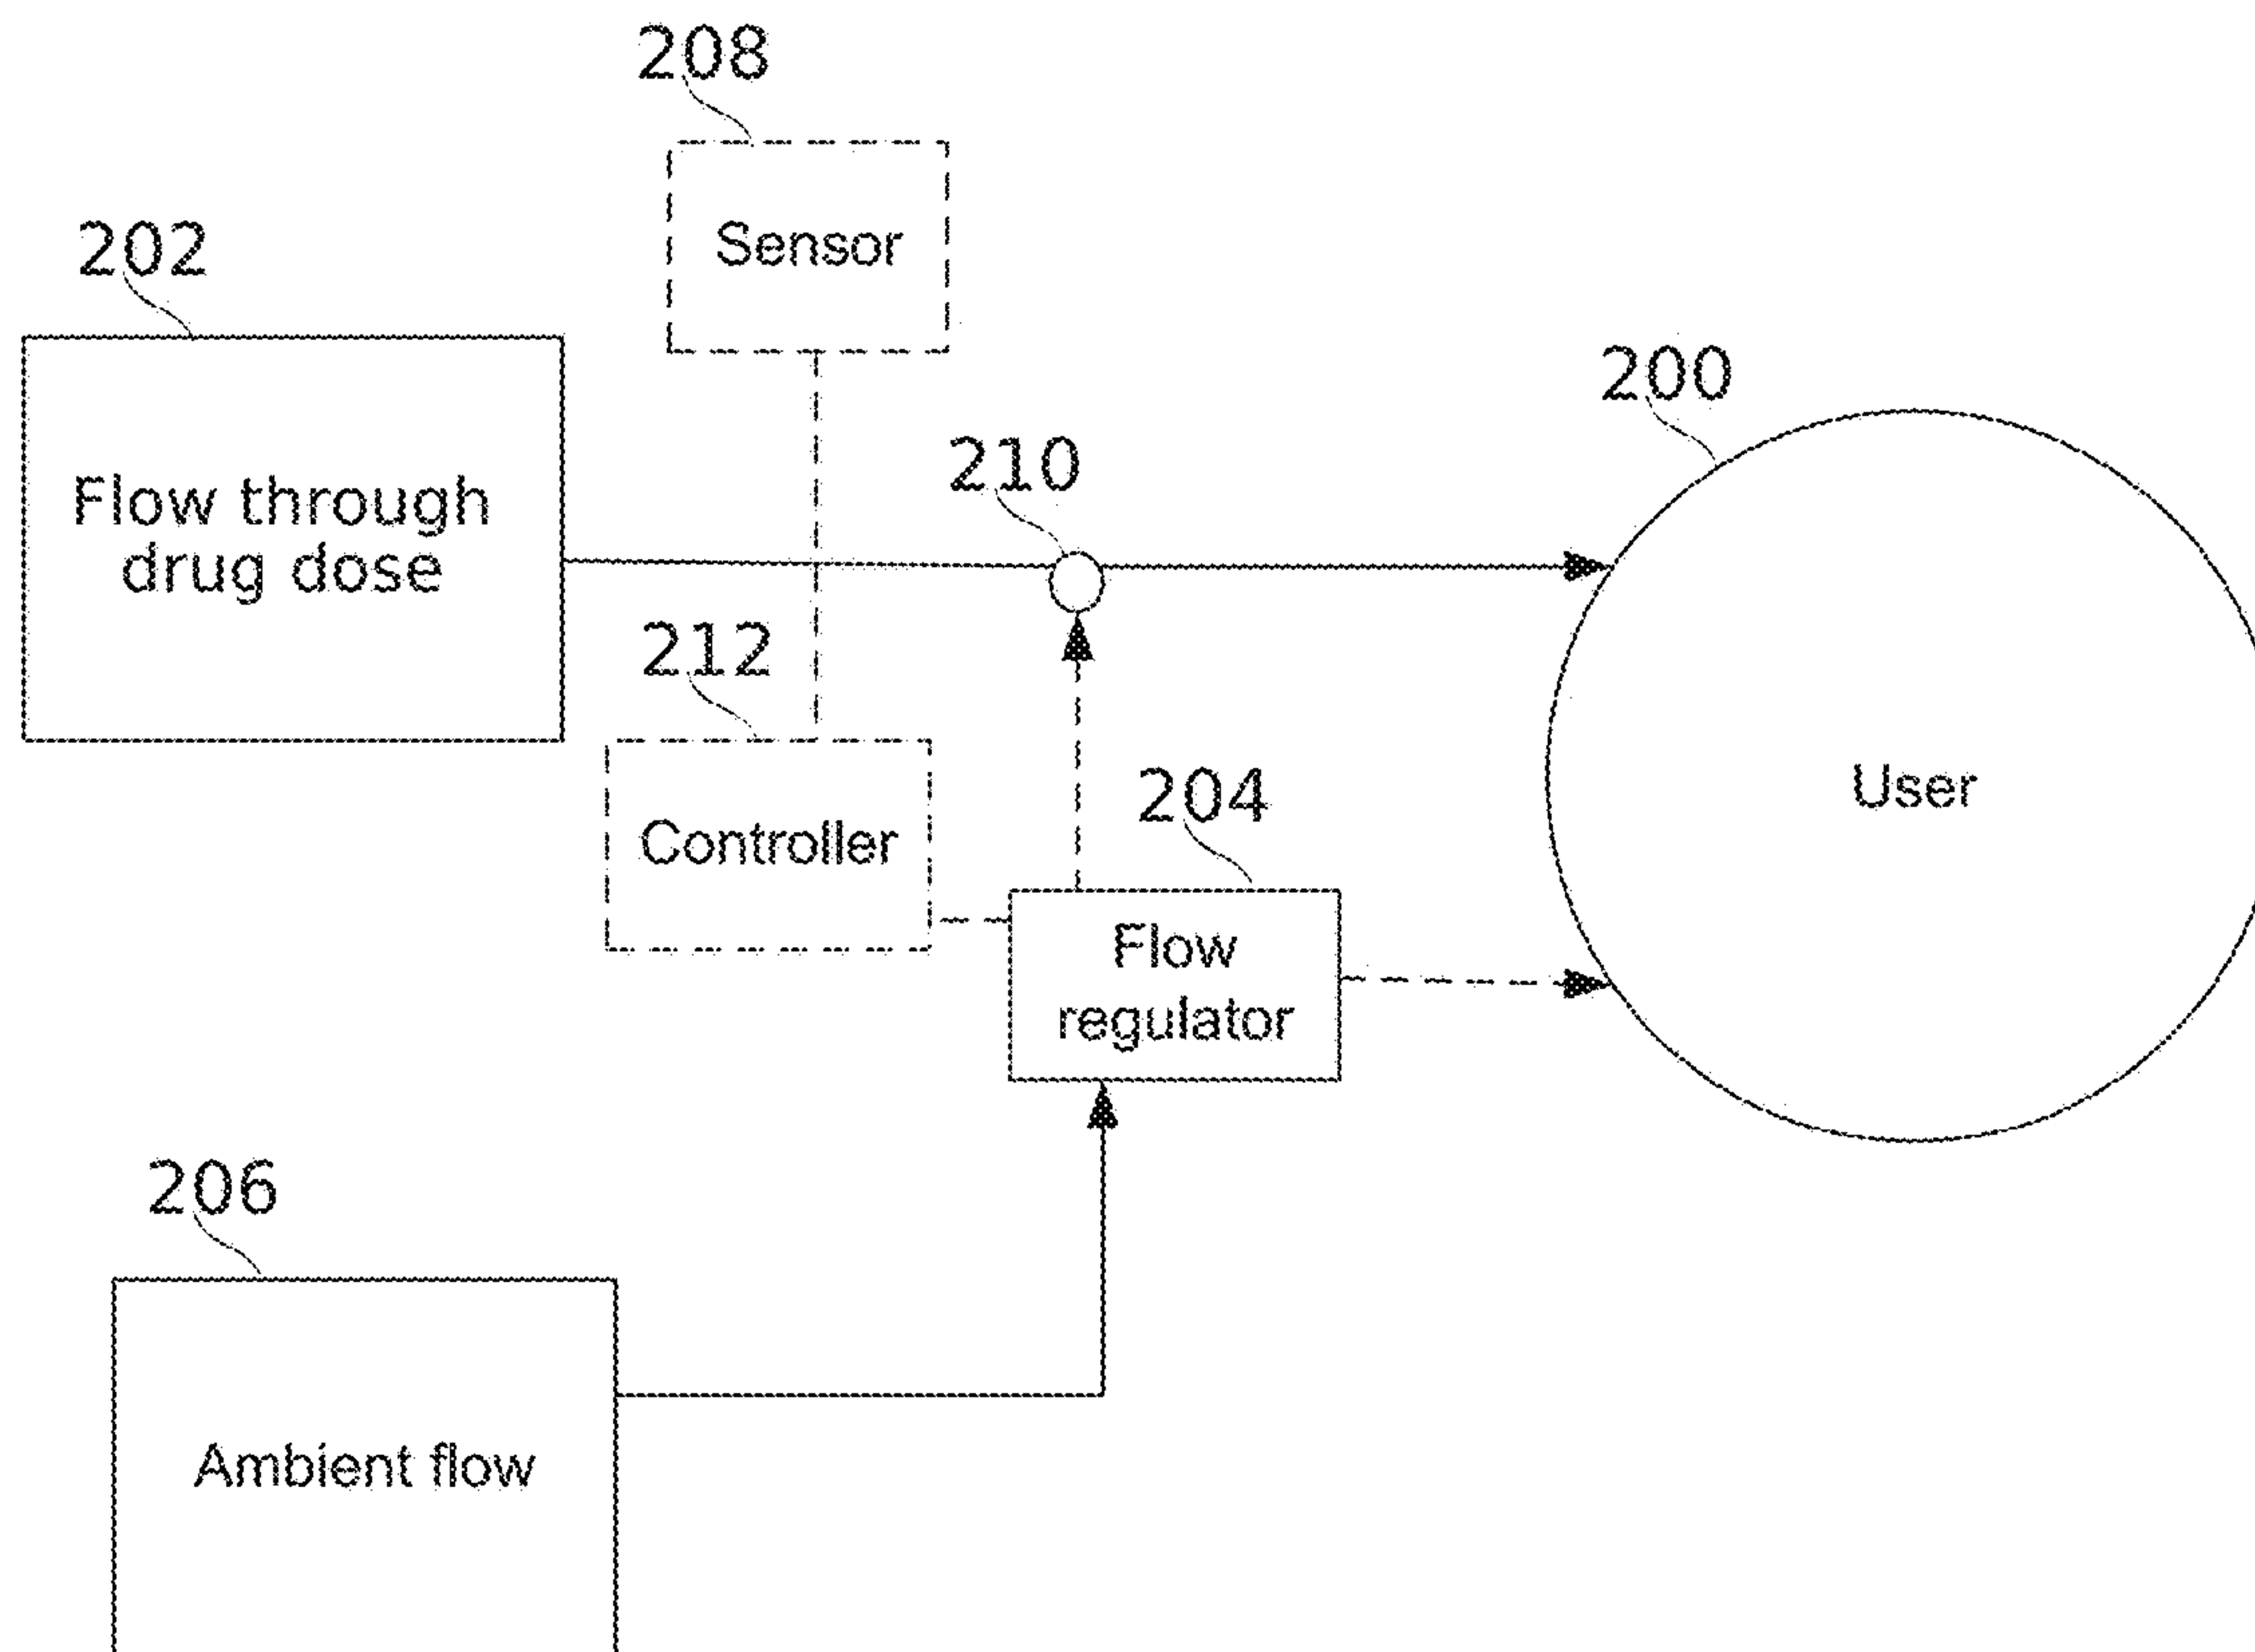 208
Sensor
202
Flow through
drug dose
200
210
212
Controller
204
User
Flow
regulator
206
Ambient flow